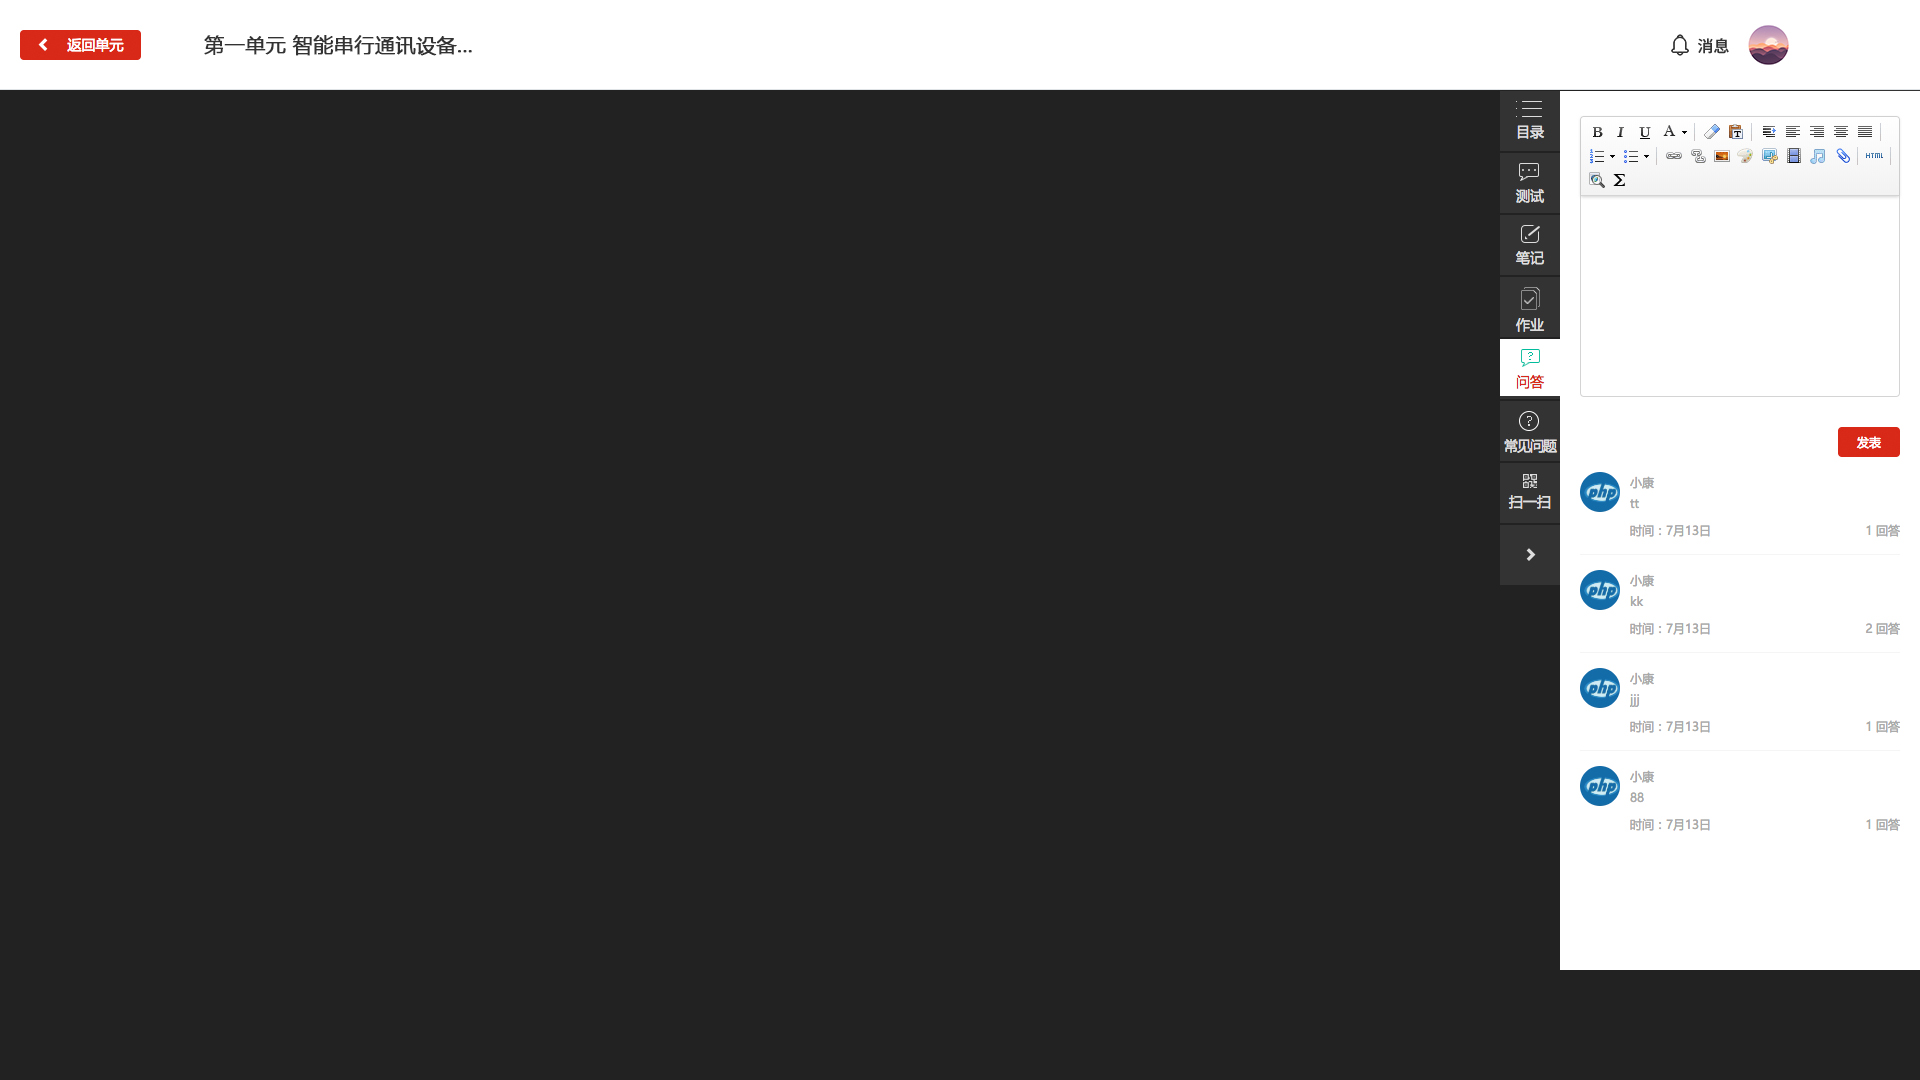 返回单元
第一单元 智能串行通讯设备...
消息
目录
测试
笔记
作业
问答
常见问题
扫一扫
B I U A
HTML
Σ
发表
php
小康
tt
时间：7月13日
1 回答
php
小康
kk
时间：7月13日
2 回答
php
小康
jjj
时间：7月13日
1 回答
php
小康
88
时间：7月13日
1 回答